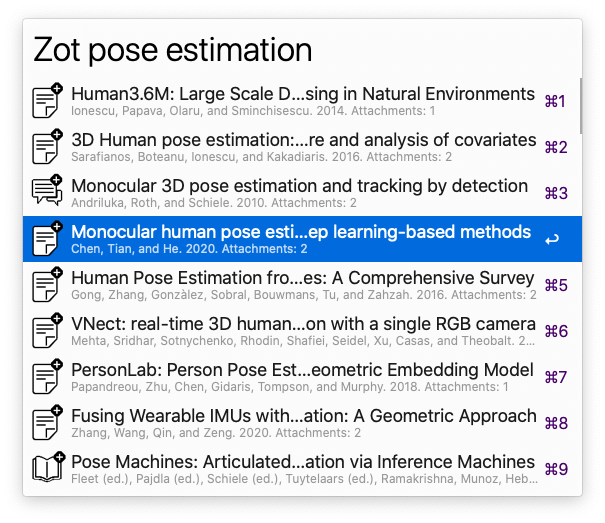 Zot pose estimation
Human3.6M: Large Scale D...sing in Natural Environments ⌘1
Ionescu, Papava, Olaru, and Sminchisescu. 2014. Attachments: 1
3D Human pose estimation:...re and analysis of covariates ⌘2
Sarafianos, Boteanu, Ionescu, and Kakadiaris. 2016. Attachments: 2
Monocular 3D pose estimation and tracking by detection ⌘3
Andriluka, Roth, and Schiele. 2010. Attachments: 2
Monocular human pose esti...ep learning-based methods ↩
Chen, Tian, and He. 2020. Attachments: 2
Human Pose Estimation fro...es: A Comprehensive Survey ⌘5
Gong, Zhang, Gonzàlez, Sobral, Bouwmans, Tu, and Zahzah. 2016. Attachments: 2
VNect: real-time 3D human...on with a single RGB camera ⌘6
Mehta, Sridhar, Sotnychenko, Rhodin, Shafiei, Seidel, Xu, Casas, and Theobalt. 2...
PersonLab: Person Pose Est...eometric Embedding Model ⌘7
Papandreou, Zhu, Chen, Gidaris, Tompson, and Murphy. 2018. Attachments: 1
Fusing Wearable IMUs with...ation: A Geometric Approach ⌘8
Zhang, Wang, Qin, and Zeng. 2020. Attachments: 2
Pose Machines: Articulated...ation via Inference Machines ⌘9
Fleet (ed.), Pajdla (ed.), Schiele (ed.), Tuytelaars (ed.), Ramakrishna, Munoz, Heb...